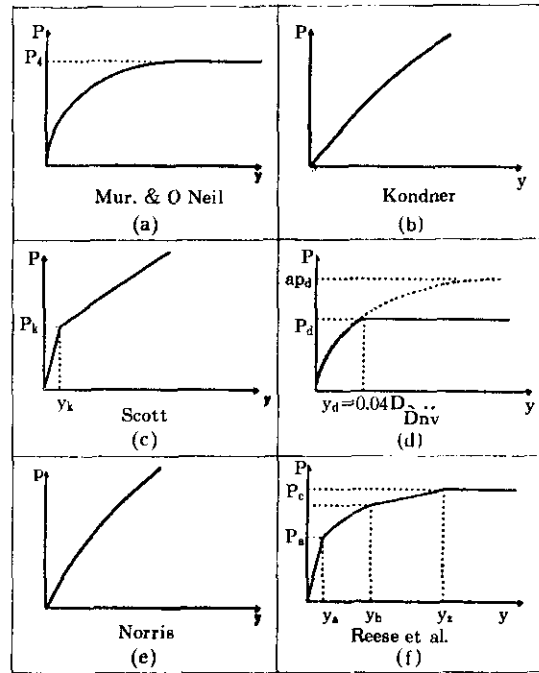 P
P₄
y
Mur. & O Neil
(a)
P
y
Kondner
(b)
P
Pₖ
yₖ
y
Scott
(c)
P
apd
Pd
y
yd=0.04D
Dnv
(d)
p
y
Norris
(e)
P
Pc
Pa
ya yb yz y
Reese et al.
(f)